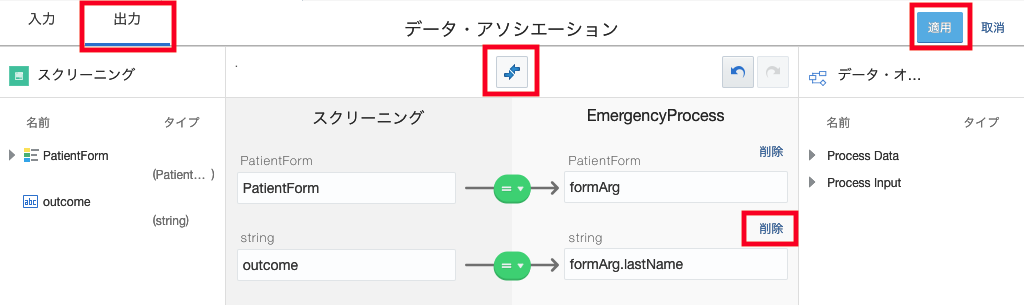 入力
出力
データ・アソシエーション
適用
取消
スクリーニング
データ・オ...
名前
タイプ
スクリーニング
EmergencyProcess
名前
タイプ
PatientForm
(Patient... )
PatientForm
PatientForm
削除
PatientForm
=
formArg
Process Data
Process Input
abc
outcome
(string)
string
outcome
削除
string
=
formArg.lastName